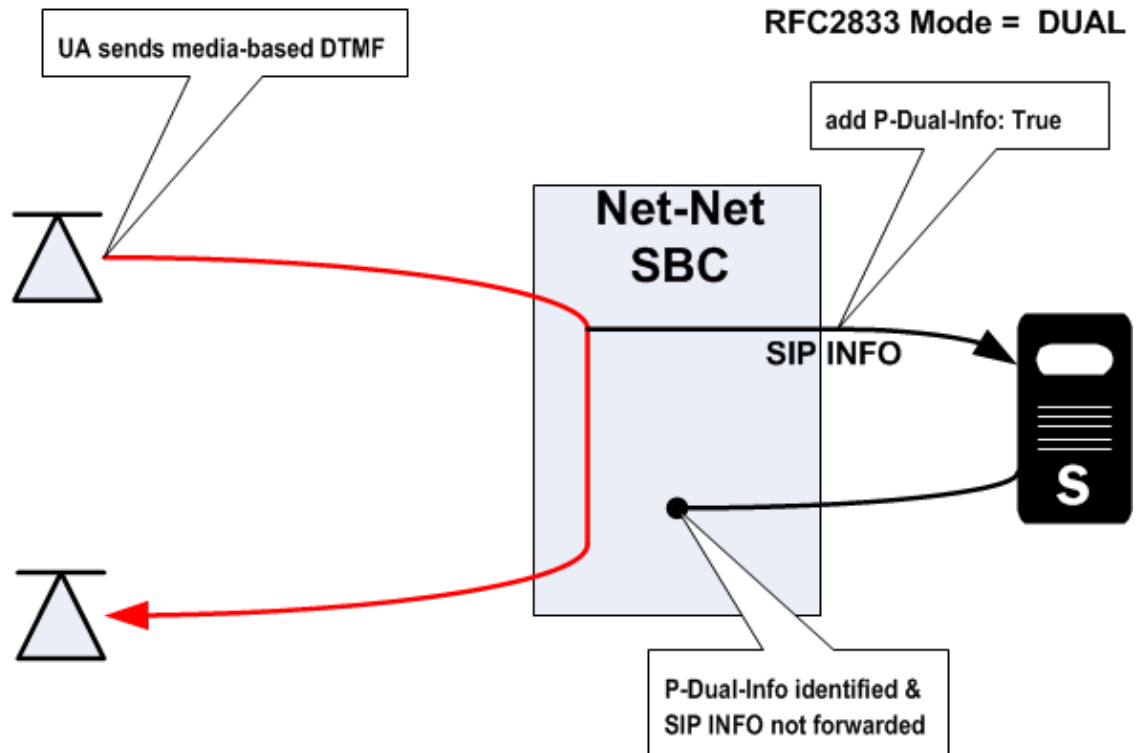 RFC2833 Mode = DUAL
UA sends media-based DTMF
add P-Dual-Info: True
Net-Net
SBC
SIP INFO
S
P-Dual-Info identified &
SIP INFO not forwarded